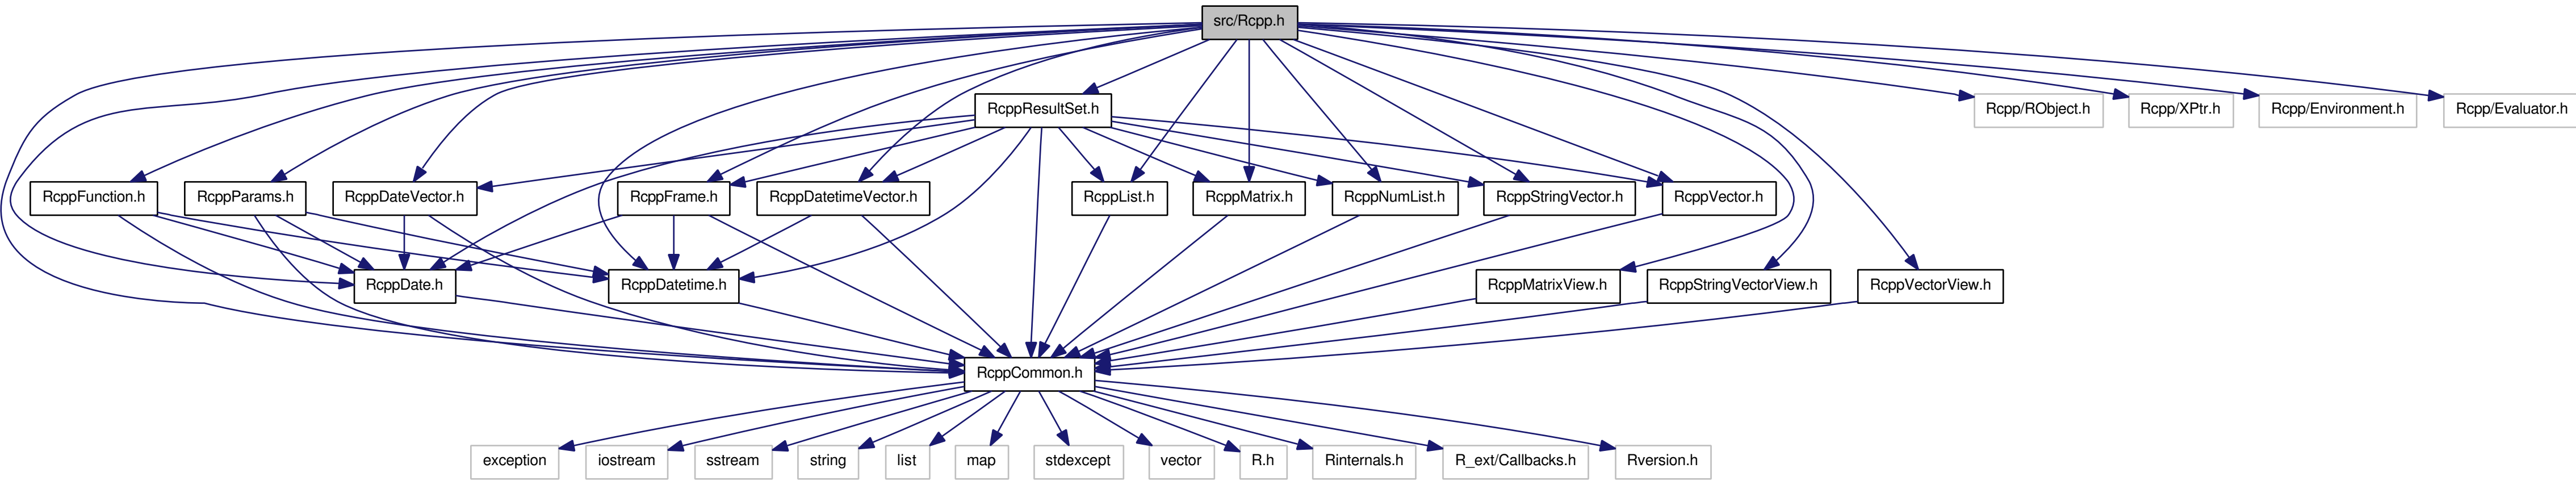 src/Rcpp.h
RcppResultSet.h
Rcpp/RObject.h
Rcpp/XPtr.h
Rcpp/Environment.h
Rcpp/Evaluator.h
RcppFunction.h
RcppParams.h
RcppDateVector.h
RcppFrame.h
RcppDatetimeVector.h
RcppList.h
RcppMatrix.h
RcppNumList.h
RcppStringVector.h
RcppVector.h
RcppDate.h
RcppDatetime.h
RcppMatrixView.h
RcppStringVectorView.h
RcppVectorView.h
RcppCommon.h
exception
iostream
sstream
string
list
map
stdexcept
vector
R.h
Rinternals.h
R_ext/Callbacks.h
Rversion.h